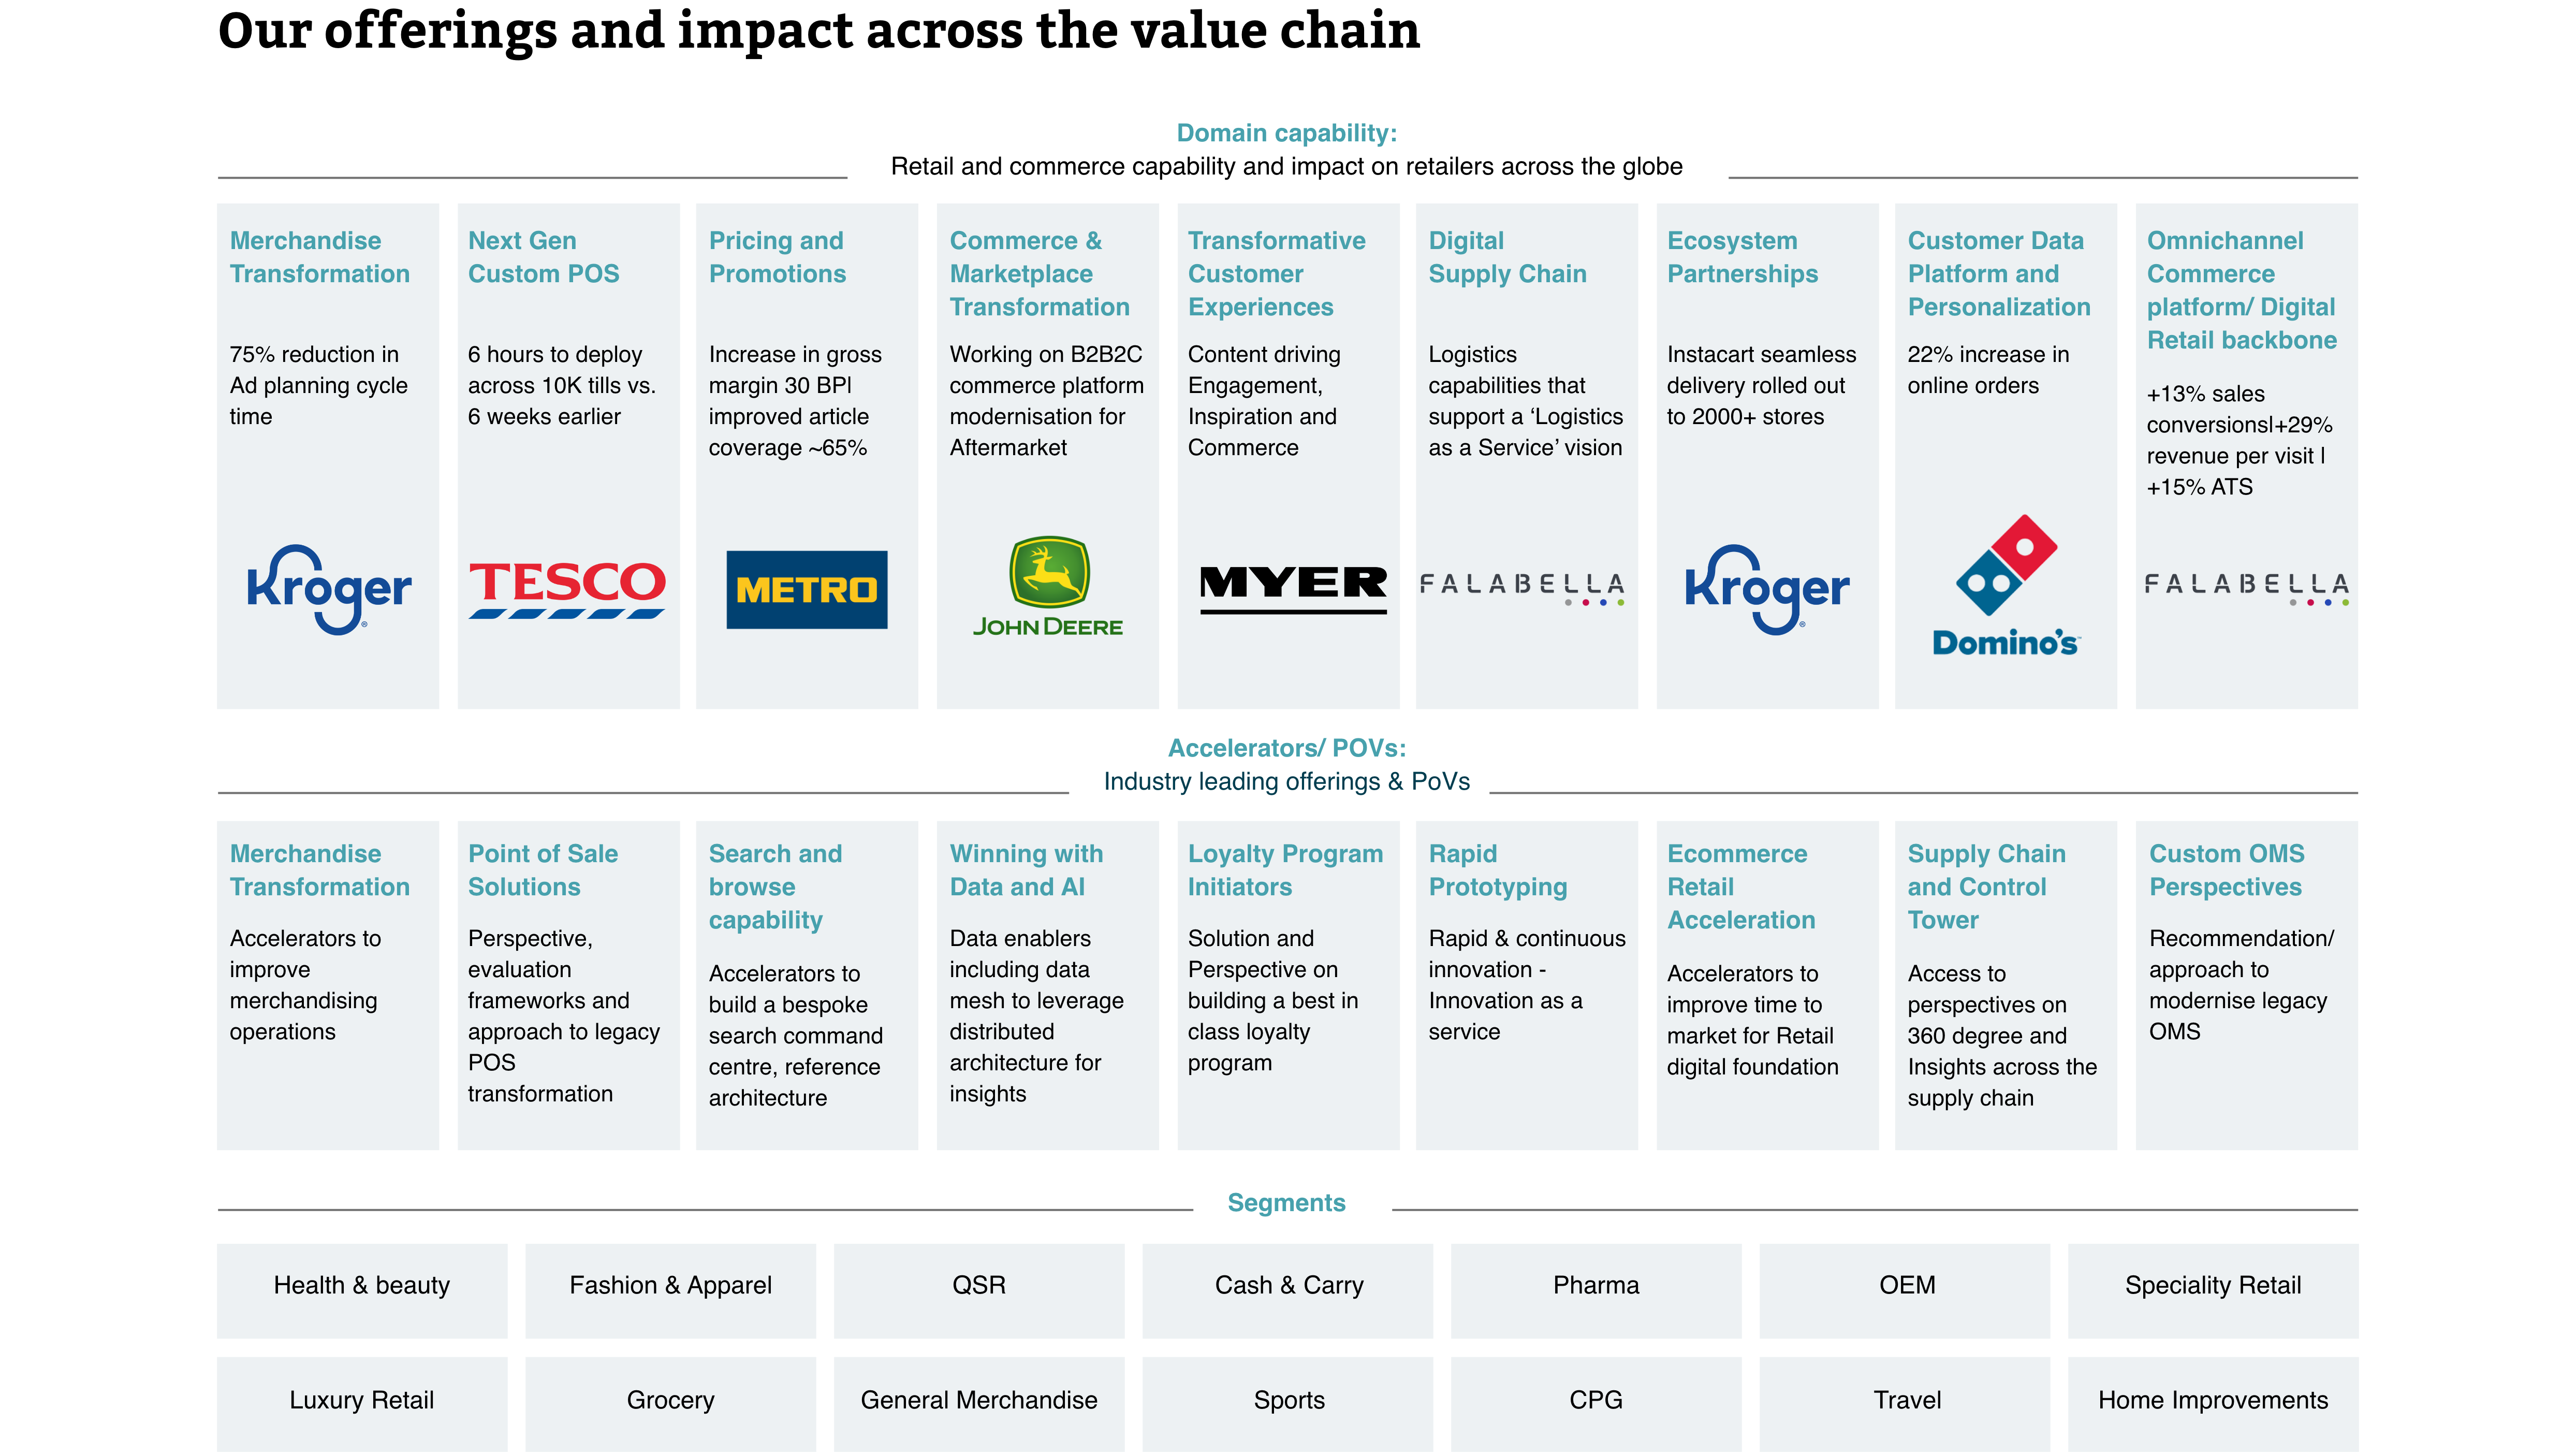 Our offerings and impact across the value chain
Domain capability:
Retail and commerce capability and impact on retailers across the globe
Merchandise
Transformation
75% reduction in
Ad planning cycle
time
Kroger
®
Next Gen
Custom POS
6 hours to deploy
across 10K tills vs.
6 weeks earlier
TESCO
Pricing and
Promotions
Increase in gross
margin 30 BP|
improved article
coverage ~65%
METRO
Commerce &
Marketplace
Transformation
Working on B2B2C
commerce platform
modernisation for
Aftermarket
JOHN DEERE
Transformative
Customer
Experiences
Content driving
Engagement,
Inspiration and
Commerce
MYER
Digital
Supply Chain
Logistics
capabilities that
support a ‘Logistics
as a Service’ vision
FALABELLA
Ecosystem
Partnerships
Instacart seamless
delivery rolled out
to 2000+ stores
Kroger
®
Customer Data
Platform and
Personalization
22% increase in
online orders
Domino's
Omnichannel
Commerce
platform/ Digital
Retail backbone
+13% sales
conversions|+29%
revenue per visit |
+15% ATS
FALABELLA
Accelerators/ POVs:
Industry leading offerings & PoVs
Merchandise
Transformation
Accelerators to
improve
merchandising
operations
Point of Sale
Solutions
Perspective,
evaluation
frameworks and
approach to legacy
POS
transformation
Search and
browse
capability
Accelerators to
build a bespoke
search command
centre, reference
architecture
Winning with
Data and AI
Data enablers
including data
mesh to leverage
distributed
architecture for
insights
Loyalty Program
Initiators
Solution and
Perspective on
building a best in
class loyalty
program
Rapid
Prototyping
Rapid & continuous
innovation -
Innovation as a
service
Ecommerce
Retail
Acceleration
Accelerators to
improve time to
market for Retail
digital foundation
Supply Chain
and Control
Tower
Access to
perspectives on
360 degree and
Insights across the
supply chain
Custom OMS
Perspectives
Recommendation/
approach to
modernise legacy
OMS
Segments
Health & beauty
Fashion & Apparel
QSR
Cash & Carry
Pharma
OEM
Speciality Retail
Luxury Retail
Grocery
General Merchandise
Sports
CPG
Travel
Home Improvements